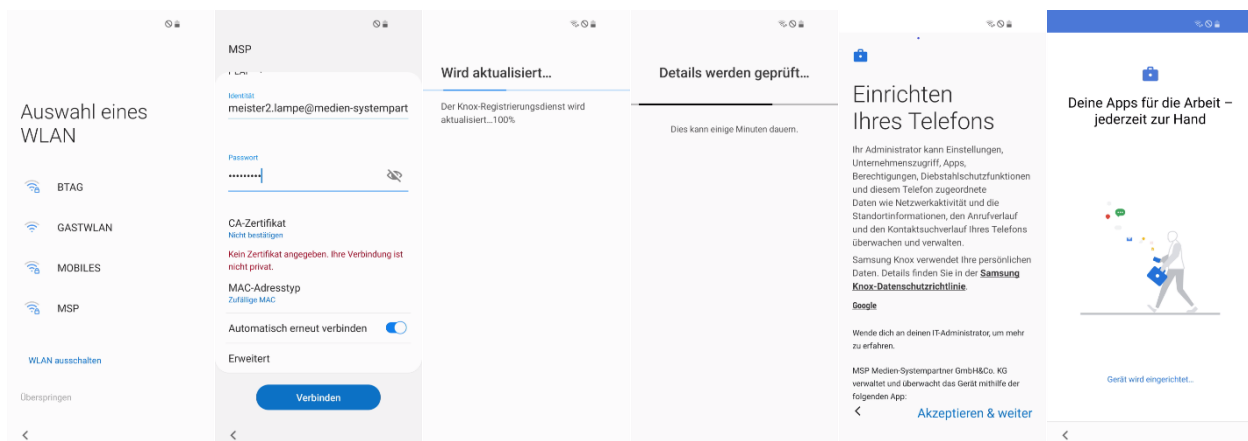 Auswahl eines
WLAN
BTAG
GASTWLAN
MOBILES
MSP
WLAN ausschalten
Überspringen
MSP
Identität
meister2.lampe@medien-systempart
Passwort
•••••••••
CA-Zertifikat
Nicht bestätigen
Kein Zertifikat angegeben. Ihre Verbindung ist
nicht privat.
MAC-Adresstyp
Zufällige MAC
Automatisch erneut verbinden
Erweitert
Verbinden
Wird aktualisiert...
Der Knox-Registrierungsdienst wird
aktualisiert...100%
Details werden geprüft...
Dies kann einige Minuten dauern.
Einrichten
Ihres Telefons
Ihr Administrator kann Einstellungen,
Unternehmenszugriff, Apps,
Berechtigungen, Diebstahlschutzfunktionen
und diesem Telefon zugeordnete
Daten wie Netzwerkaktivität und die
Standortinformationen, den Anrufverlauf
und den Kontaktsuchverlauf Ihres Telefons
überwachen und verwalten.
Samsung Knox verwendet Ihre persönlichen
Daten. Details finden Sie in der Samsung
Knox-Datenschutzrichtlinie.
Google
Wende dich an deinen IT-Administrator, um mehr
zu erfahren.
MSP Medien-Systempartner GmbH&Co. KG
verwaltet und überwacht das Gerät mithilfe der
folgenden App:
Akzeptieren & weiter
Deine Apps für die Arbeit –
jederzeit zur Hand
Gerät wird eingerichtet...